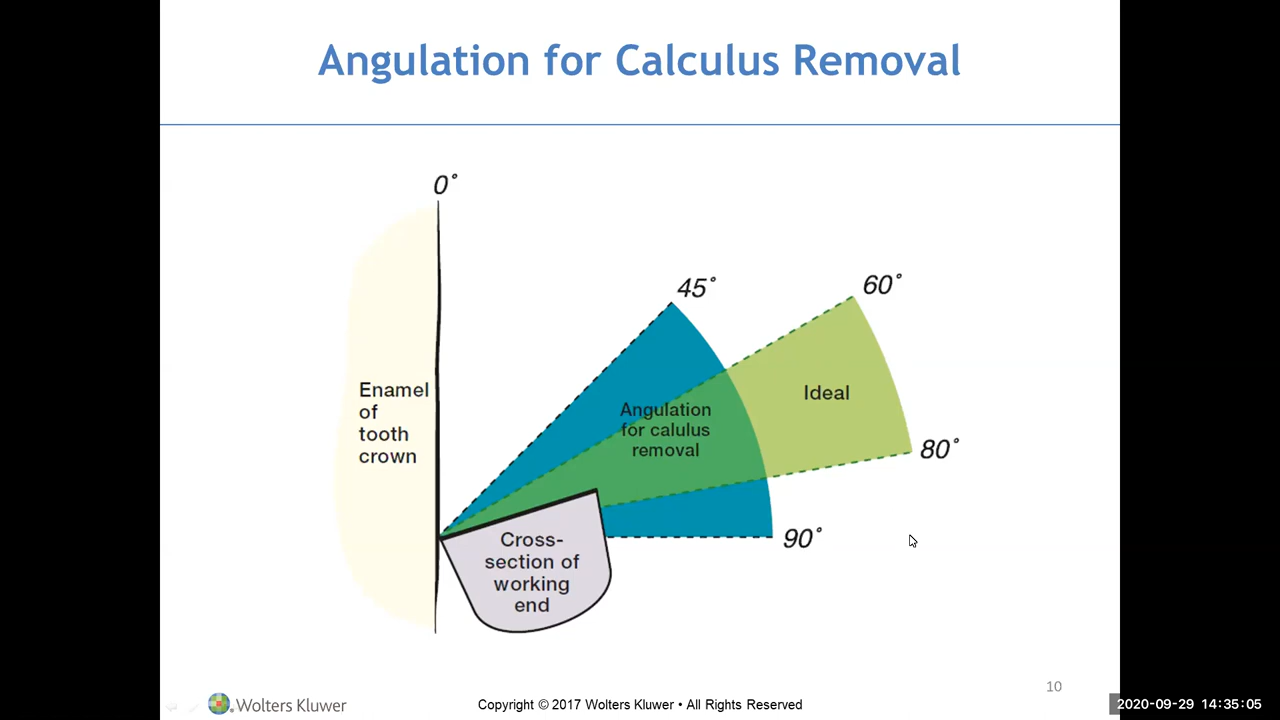 Angulation for Calculus Removal
0°
45°
60°
Enamel
of
tooth
crown
Ideal
Angulation
for calulus
removal
80°
90°
Cross-
section of
working
end
10
Wolters Kluwer
Copyright © 2017 Wolters Kluwer • All Rights Reserved
2020-09-29 14:35:05